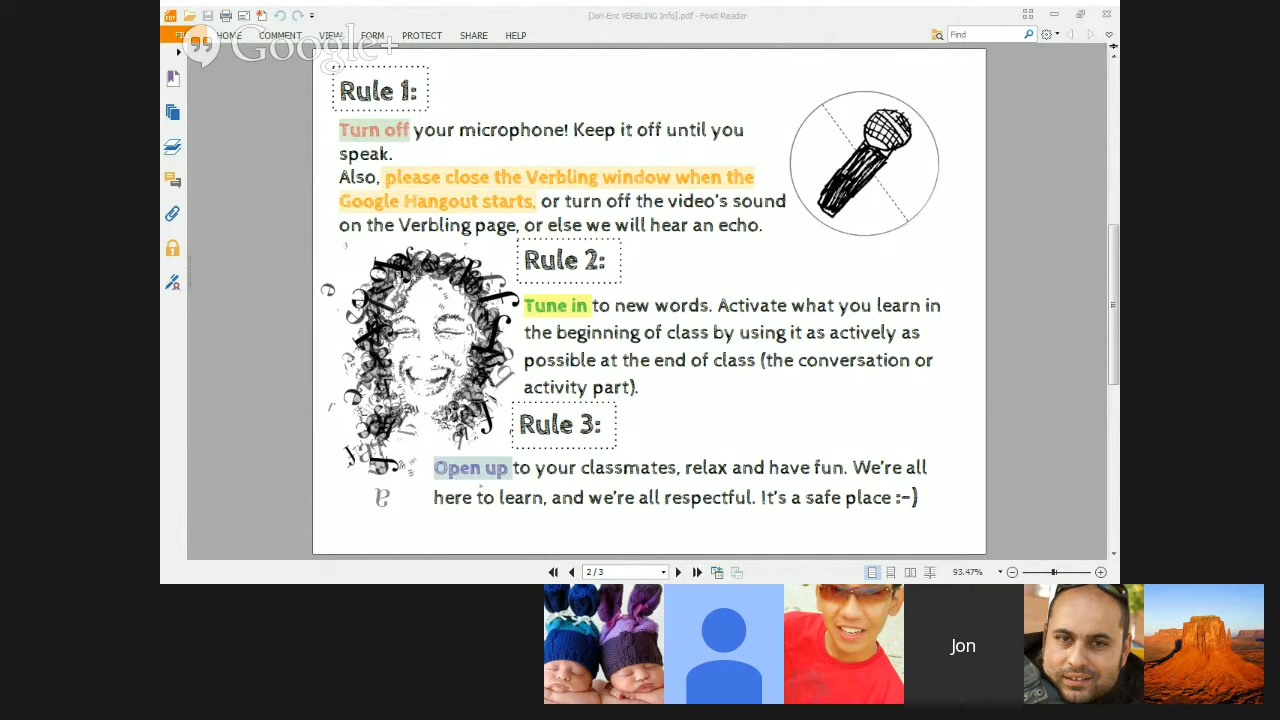 [Jon-Eric VERBLING Info].pdf - Foxit Reader
HOME COMMENT VIEW FORM PROTECT SHARE HELP
Find
Google+
Rule 1:
Turn off your microphone! Keep it off until you
speak.
Also, please close the Verbling window when the
Google Hangout starts, or turn off the video's sound
on the Verbling page, or else we will hear an echo.
Rule 2:
Tune in to new words. Activate what you learn in
the beginning of class by using it as actively as
possible at the end of class (the conversation or
activity part).
Rule 3:
Open up to your classmates, relax and have fun. We're all
here to learn, and we're all respectful. It's a safe place :-)
2 / 3
93.47%
Jon